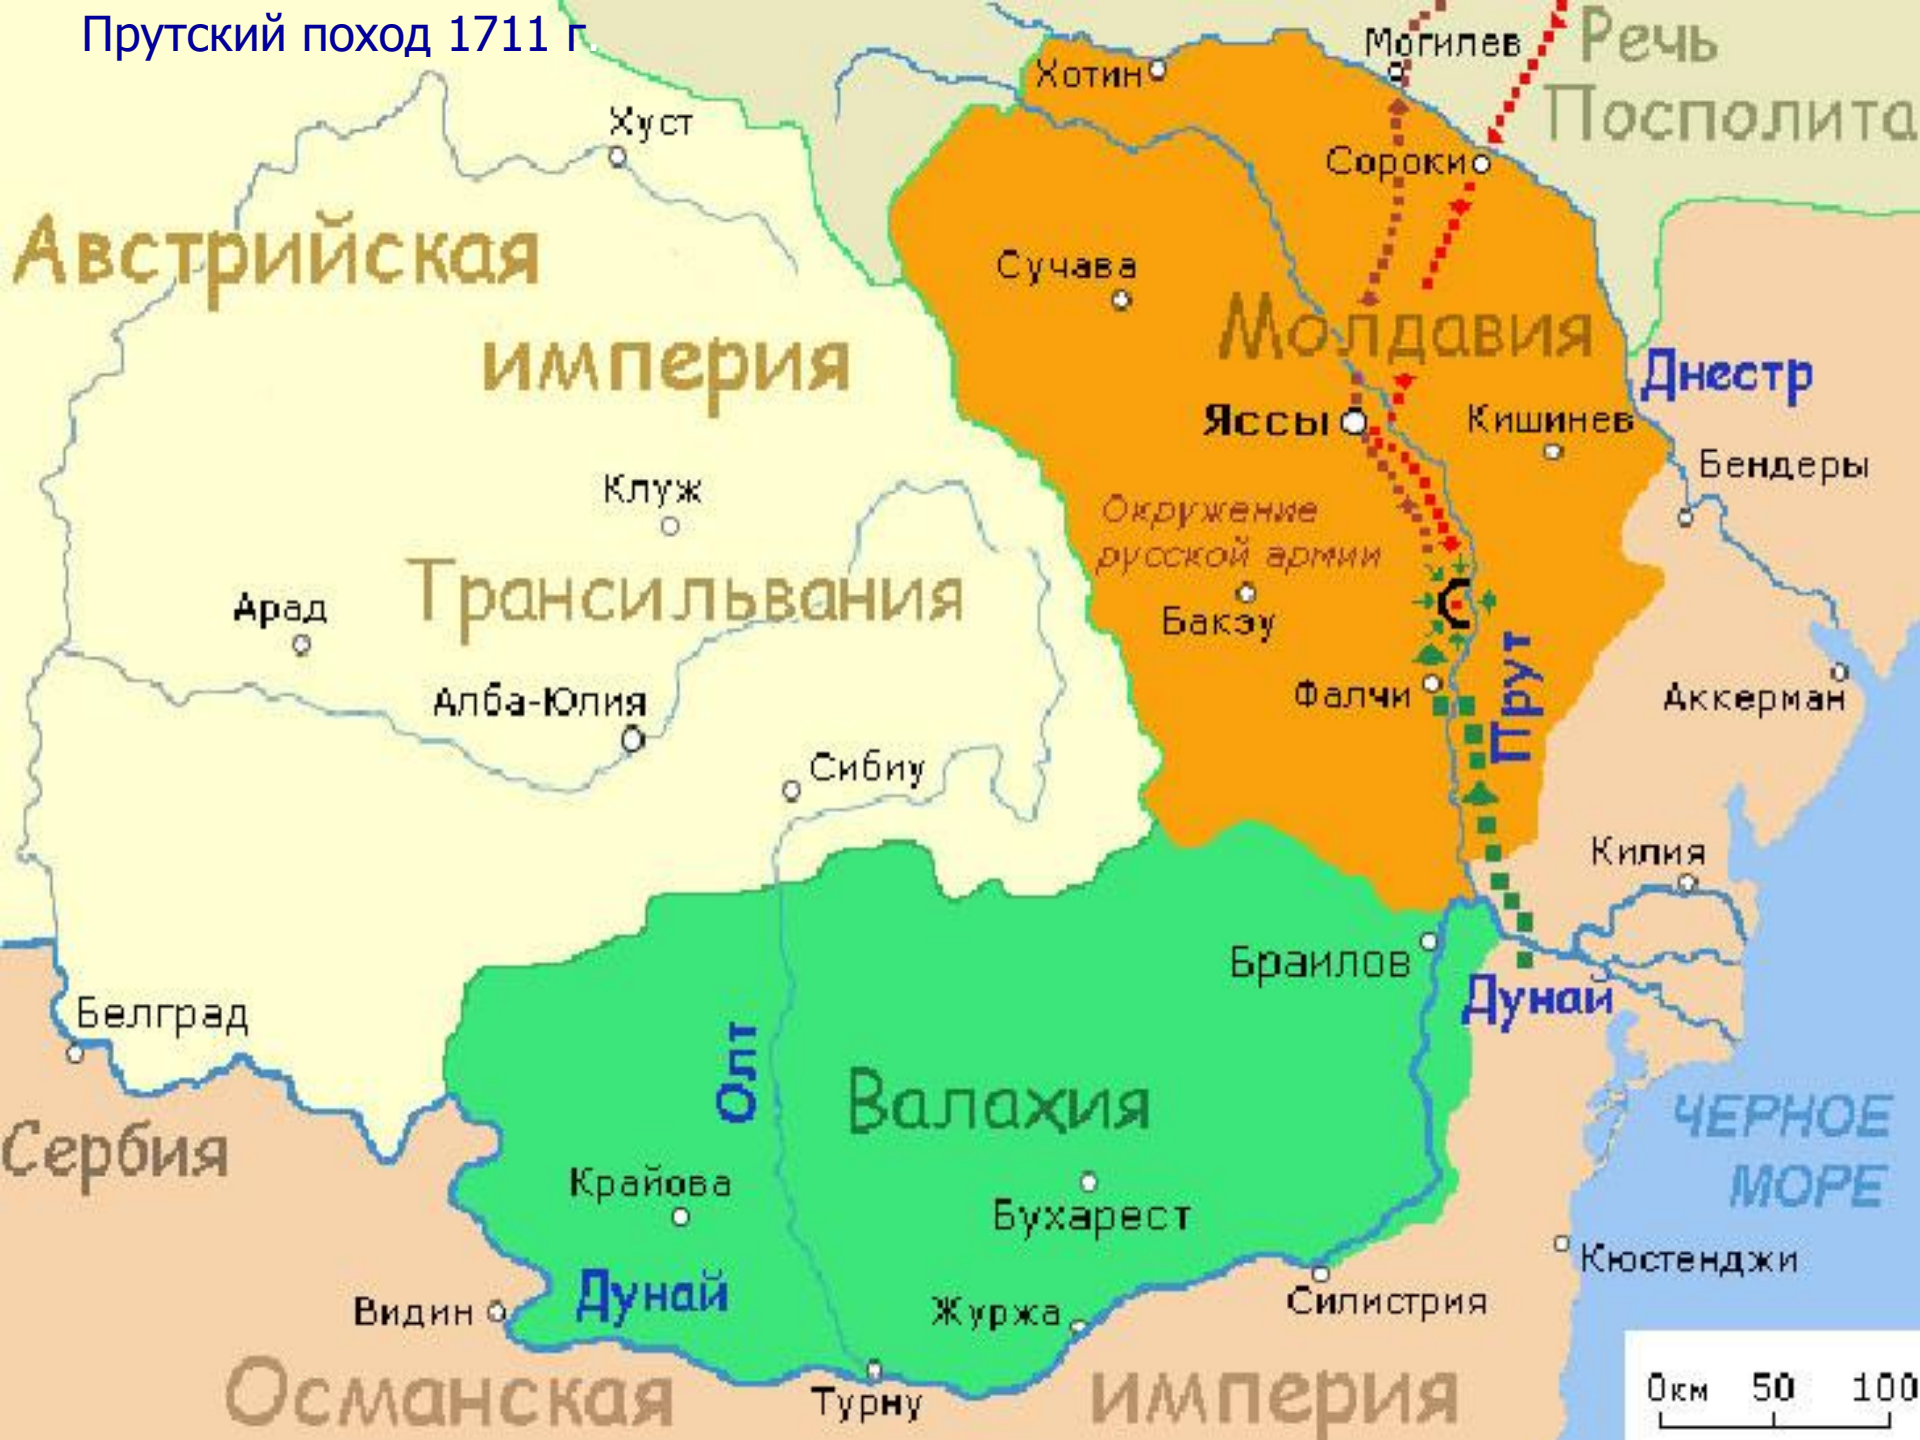 Прутский поход 1711 г.
Речь
Посполита
Могилев
Хотин
Хуст
Сороки
Австрийская
империя
Сучава
Молдавия
Днестр
Яссы
Кишинев
Бендеры
Клуж
Окружение
русской армии
Трансильвания
Арад
Бакэу
Прут
Фалчи
Аккерман
Алба-Юлия
Сибиу
Килия
Браилов
Дунай
Белград
Олт
Валахия
ЧЕРНОЕ
МОРЕ
Сербия
Крайова
Бухарест
Кюстенджи
Дунай
Видин
Журжа
Силистрия
Османская
империя
Турну
0км 50 100